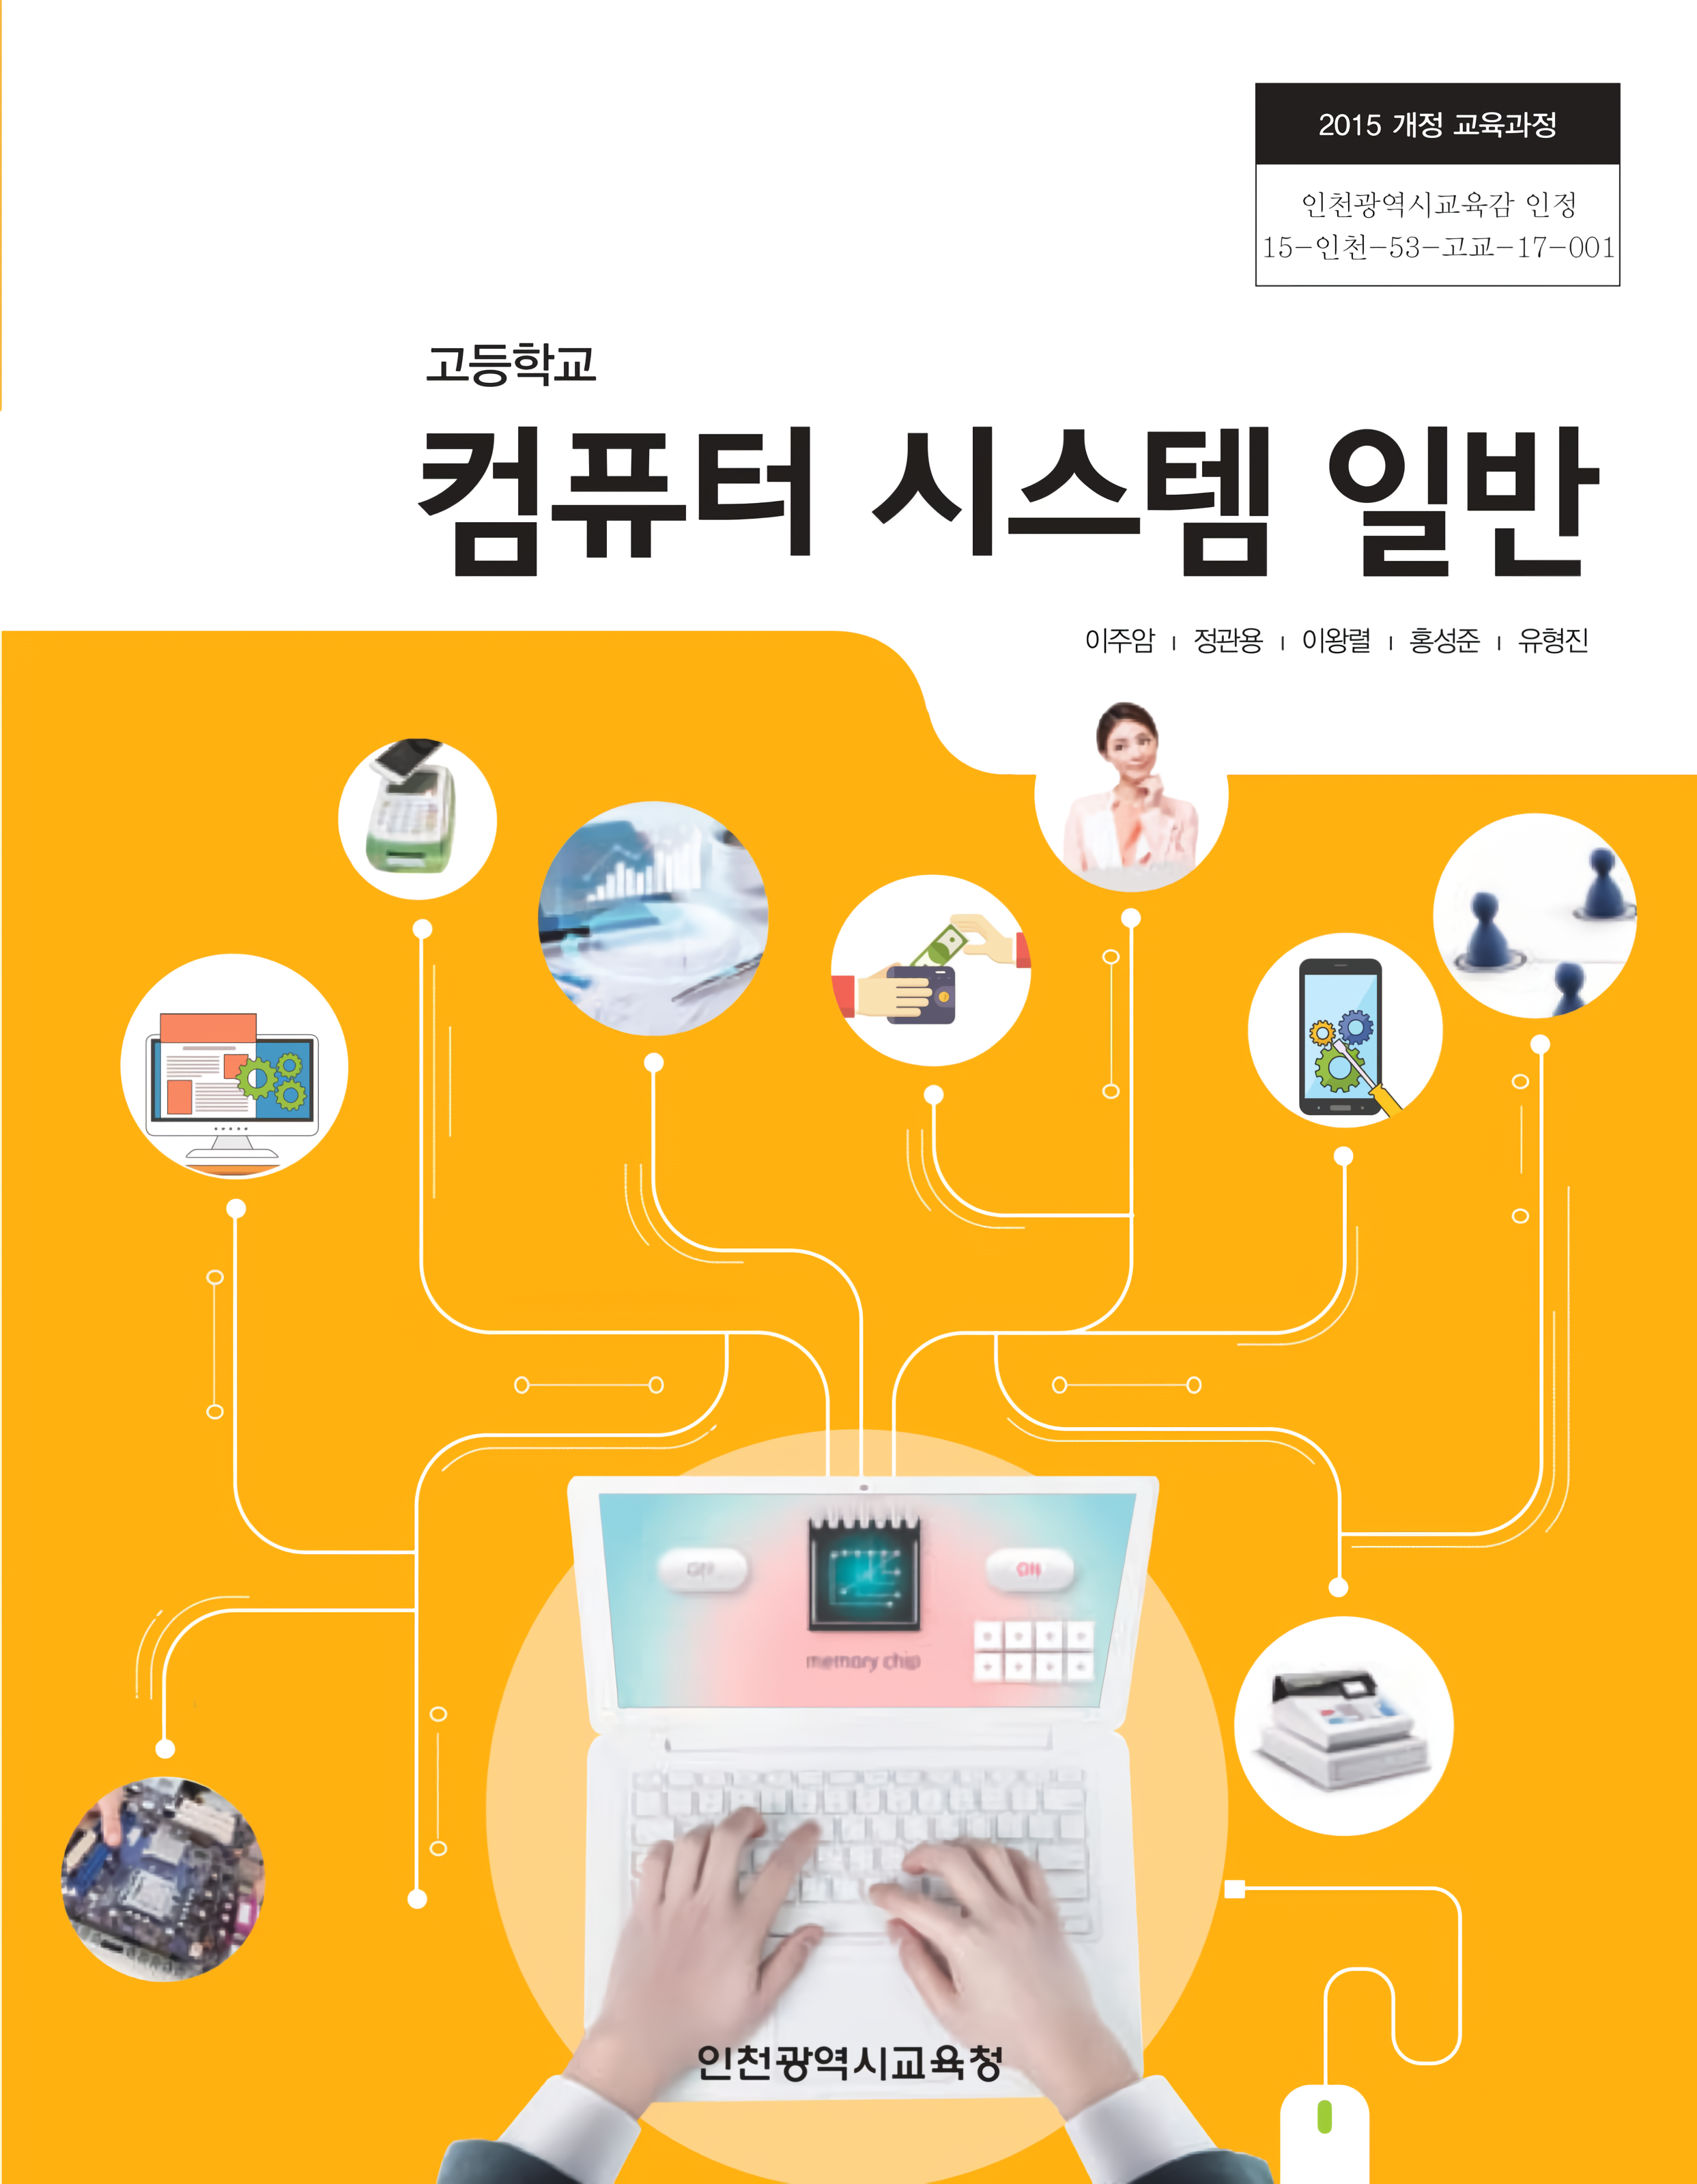 2015 개정 교육과정
인천광역시교육감 인정
15-인천-53-고교-17-001
고등학교
컴퓨터 시스템 일반
이주암 ı 정관용 ı 이왕렬 ı 홍성준 ı 유형진
ON
memory chip
인천광역시교육청